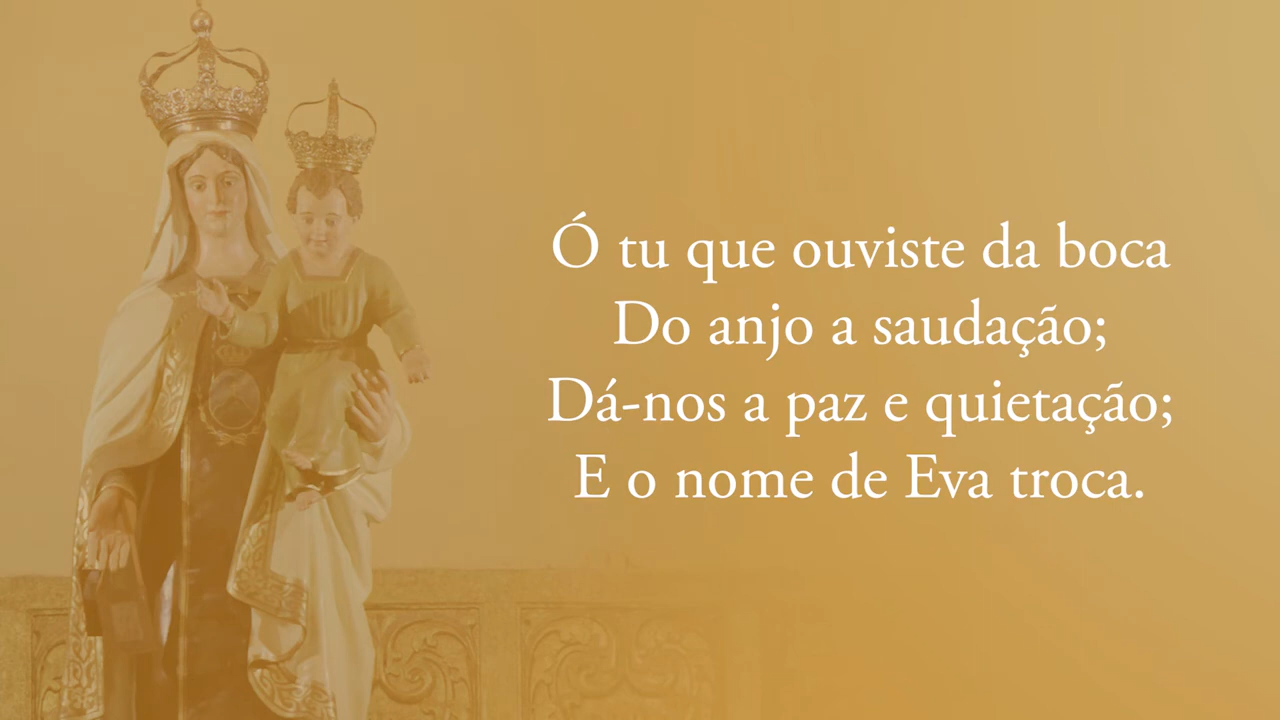 Ó tu que ouviste da boca
Do anjo a saudação;
Dá-nos a paz e quietação;
E o nome de Eva troca.